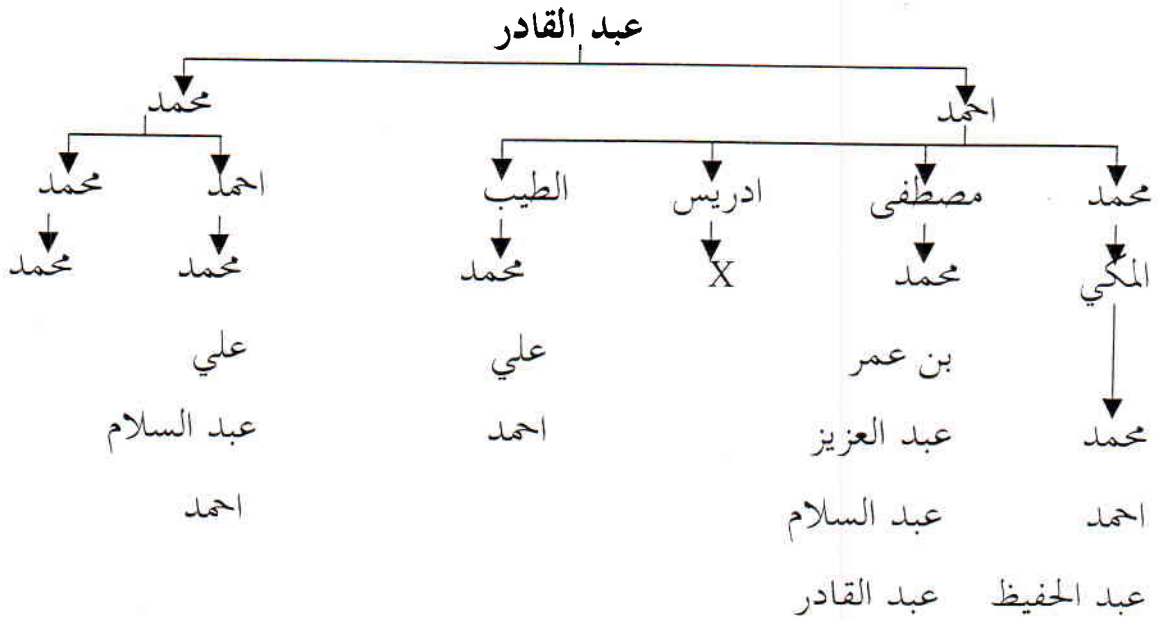 عبد القادر
احمد محمد
محمد مصطفى ادريس الطيب احمد محمد
المكي محمد X محمد محمد محمد
بن عمر علي علي
محمد عبد العزيز احمد عبد السلام
احمد عبد السلام احمد
عبد الحفيظ عبد القادر